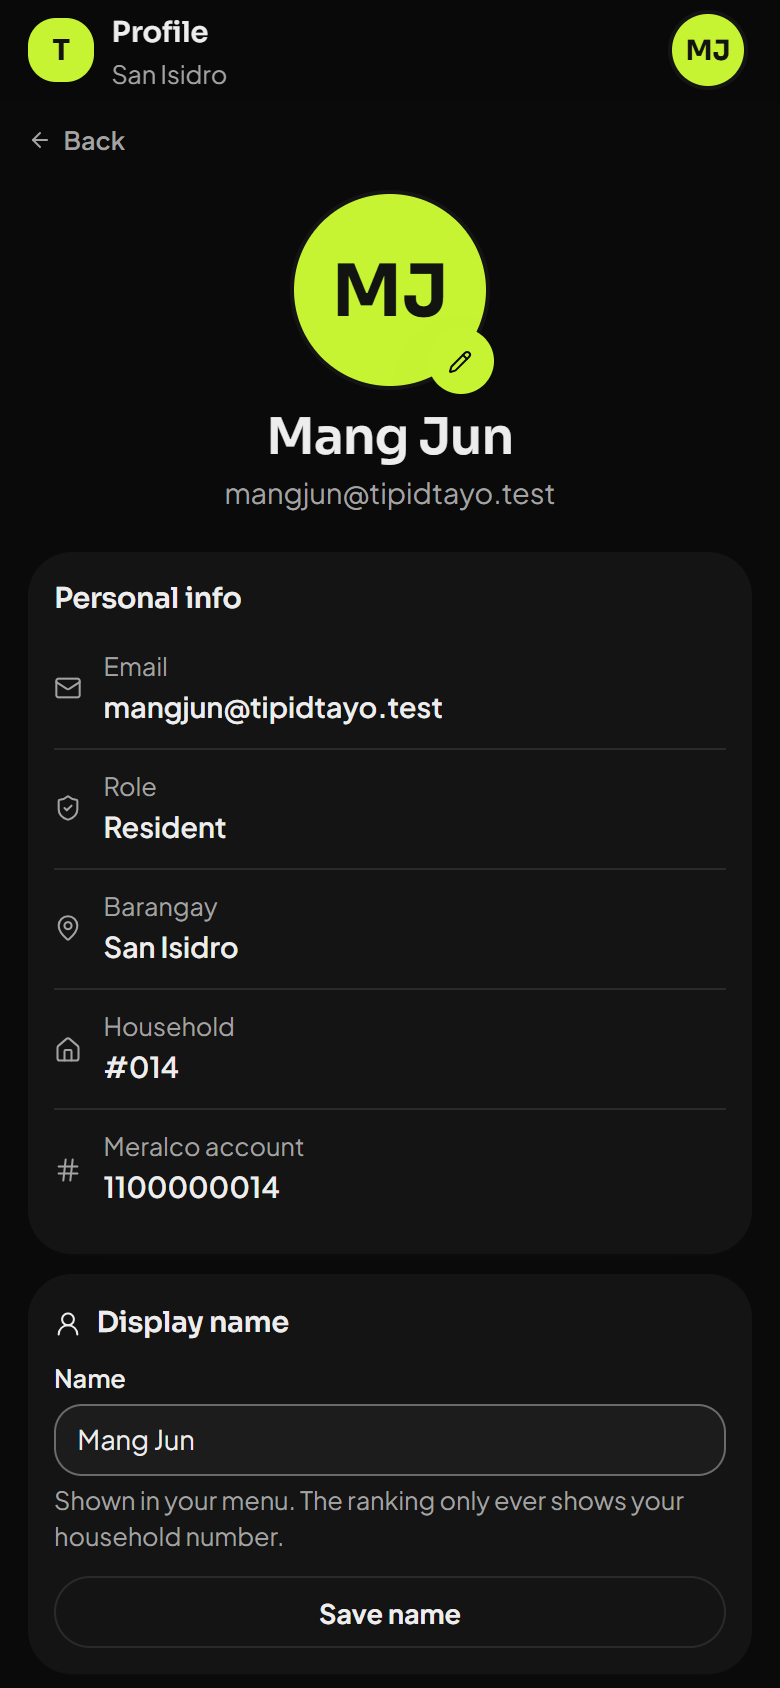 T
Profile
San Isidro
MJ
Back
MJ
Mang Jun
mangjun@tipidtayo.test
Personal info
Email
mangjun@tipidtayo.test
Role
Resident
Barangay
San Isidro
Household
#014
Meralco account
1100000014
Display name
Name
Mang Jun
Shown in your menu. The ranking only ever shows your
household number.
Save name